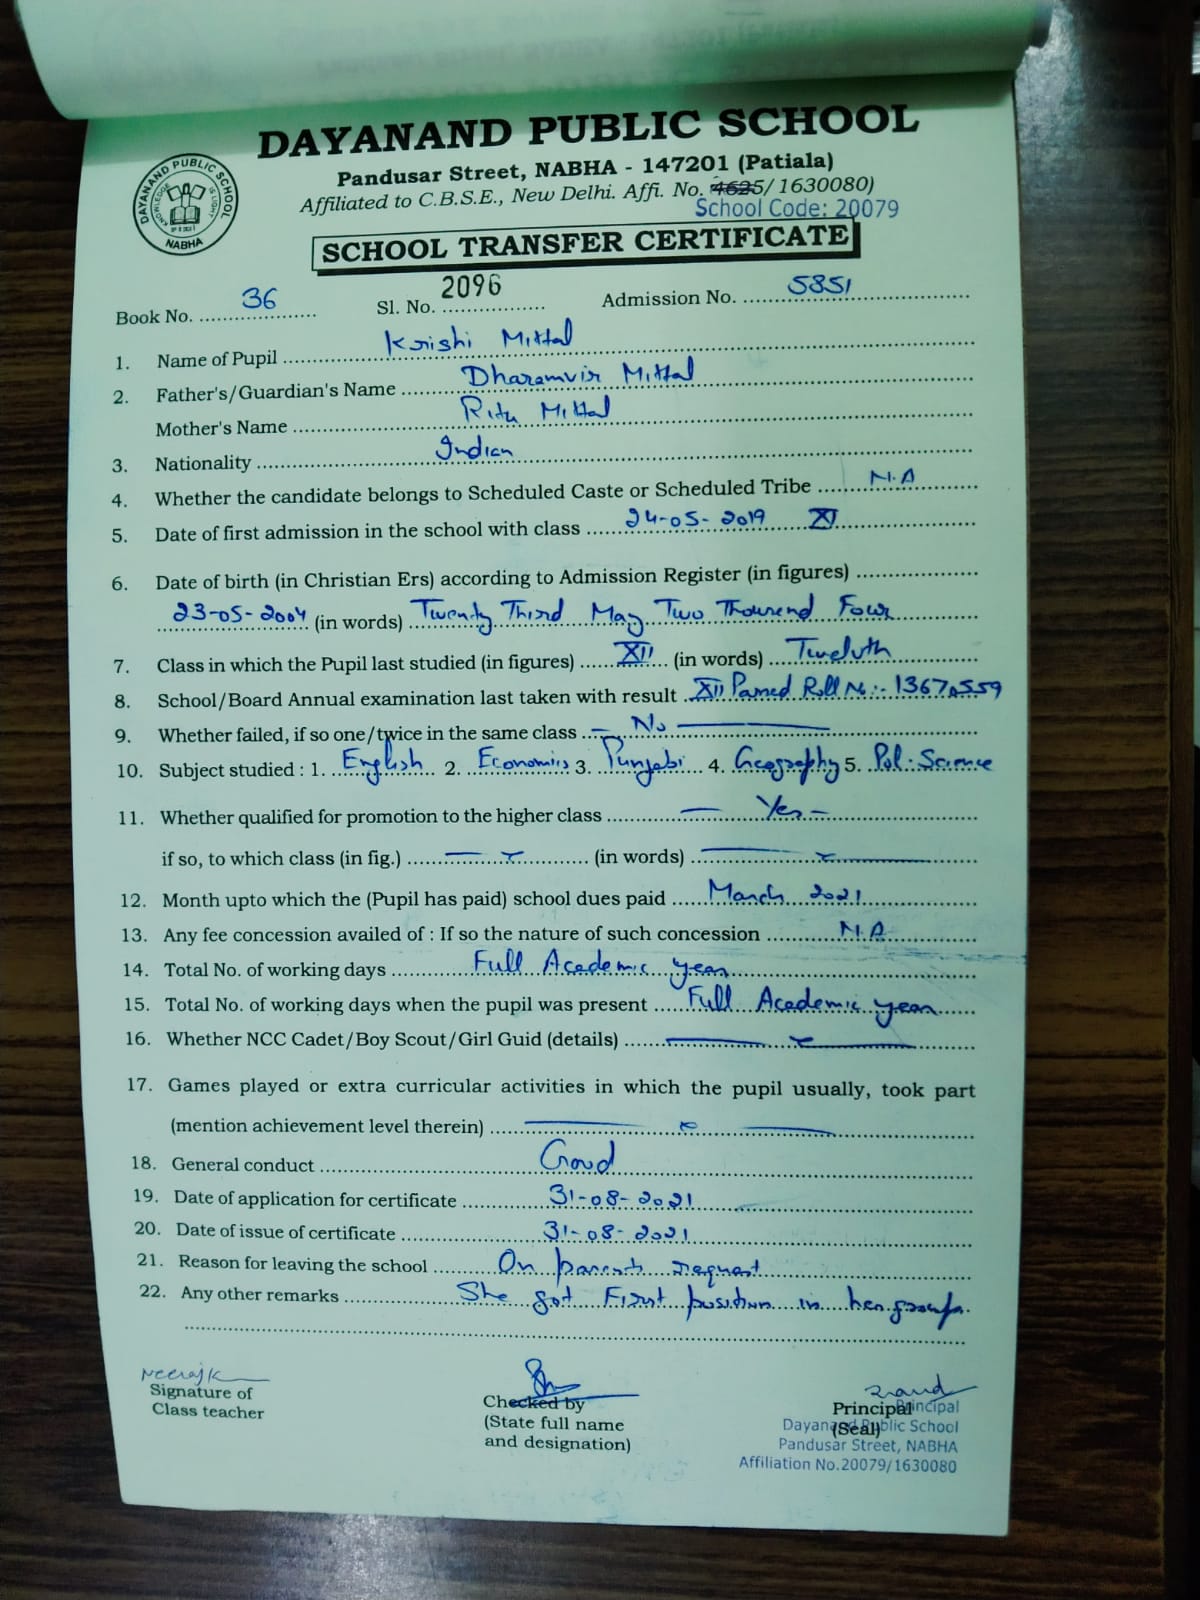 DAYANAND PUBLIC SCHOOL
Pandusar Street, NABHA - 147201 (Patiala)
Affiliated to C.B.S.E., New Delhi. Affi. No. 4625/1630080)
School Code: 20079
DAYANAND PUBLIC SCHOOL
KNOWLEDGE IS LIGHT
NABHA
SCHOOL TRANSFER CERTIFICATE
Book No. 36 Sl. No. 2096 Admission No. 5851
1. Name of Pupil Krishi Mittal
2. Father's/Guardian's Name Dharamvir Mittal
Mother's Name Ritu Mittal
3. Nationality Indian
4. Whether the candidate belongs to Scheduled Caste or Scheduled Tribe N.A
5. Date of first admission in the school with class 24-05-2019 XI
6. Date of birth (in Christian Ers) according to Admission Register (in figures)
23-05-2004 (in words) Twenty Third May Two Thousend Four
7. Class in which the Pupil last studied (in figures) XII (in words) Twelvth
8. School/Board Annual examination last taken with result XII Passed Roll No:- 13670559
9. Whether failed, if so one/twice in the same class – No –
10. Subject studied : 1. English 2. Economics 3. Punjabi 4. Geography 5. Pol. Science
11. Whether qualified for promotion to the higher class – Yes –
if so, to which class (in fig.) (in words)
12. Month upto which the (Pupil has paid) school dues paid March 2021
13. Any fee concession availed of : If so the nature of such concession N.A
14. Total No. of working days Full Academic year
15. Total No. of working days when the pupil was present Full Academic year
16. Whether NCC Cadet/Boy Scout/Girl Guid (details)
17. Games played or extra curricular activities in which the pupil usually, took part
(mention achievement level therein)
18. General conduct Good
19. Date of application for certificate 31-08-2021
20. Date of issue of certificate 31-08-2021
21. Reason for leaving the school On parents request
22. Any other remarks She got First position in her group.
Neerajk
Signature of
Class teacher
Checked by
(State full name
and designation)
Principal
(Seal)
Principal
Dayanand Public School
Pandusar Street, NABHA
Affiliation No.20079/1630080